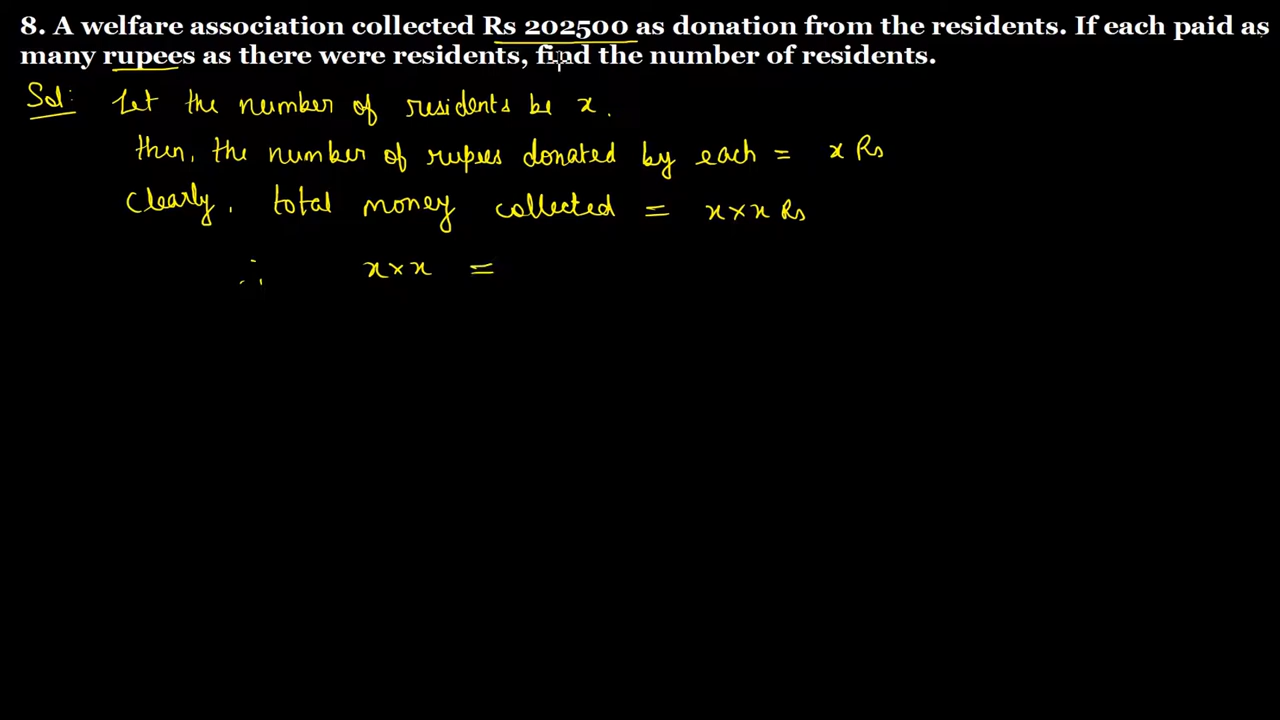 8. A welfare association collected Rs 202500 as donation from the residents. If each paid as
many rupees as there were residents, find the number of residents.
Sol: Let the number of residents be x.
then, the number of rupees donated by each = x Rs
Clearly, total money collected = x × x Rs
∴ x × x =